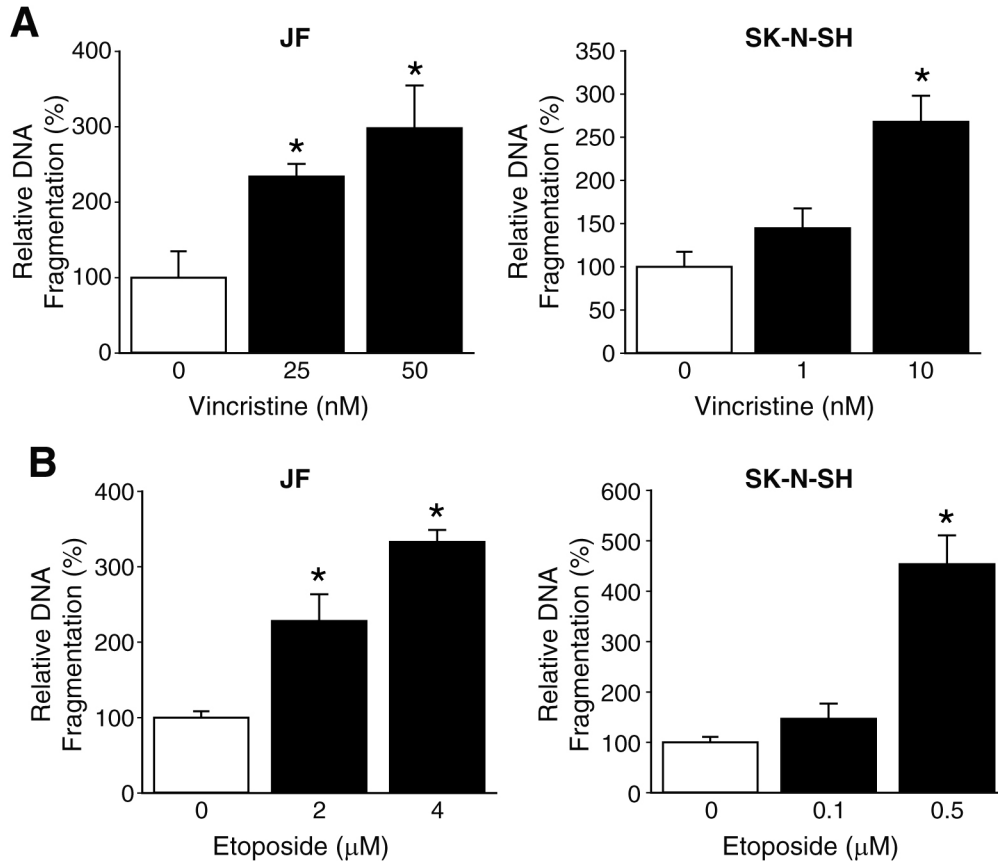 A
JF
SK-N-SH
Relative DNA
Fragmentation (%)
400
300
200
100
0
0 25 50
Vincristine (nM)
*
*
Relative DNA
Fragmentation (%)
350
300
250
200
150
100
50
0
0 1 10
Vincristine (nM)
*
B
JF
SK-N-SH
Relative DNA
Fragmentation (%)
400
300
200
100
0
0 2 4
Etoposide (μM)
*
*
Relative DNA
Fragmentation (%)
600
500
400
300
200
100
0
0 0.1 0.5
Etoposide (μM)
*